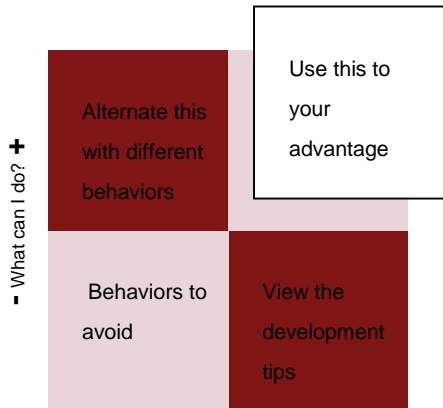 Use this to
your
advantage
Alternate this
with different
behaviors
- What can I do? +
Behaviors to
avoid
View the
development
tips